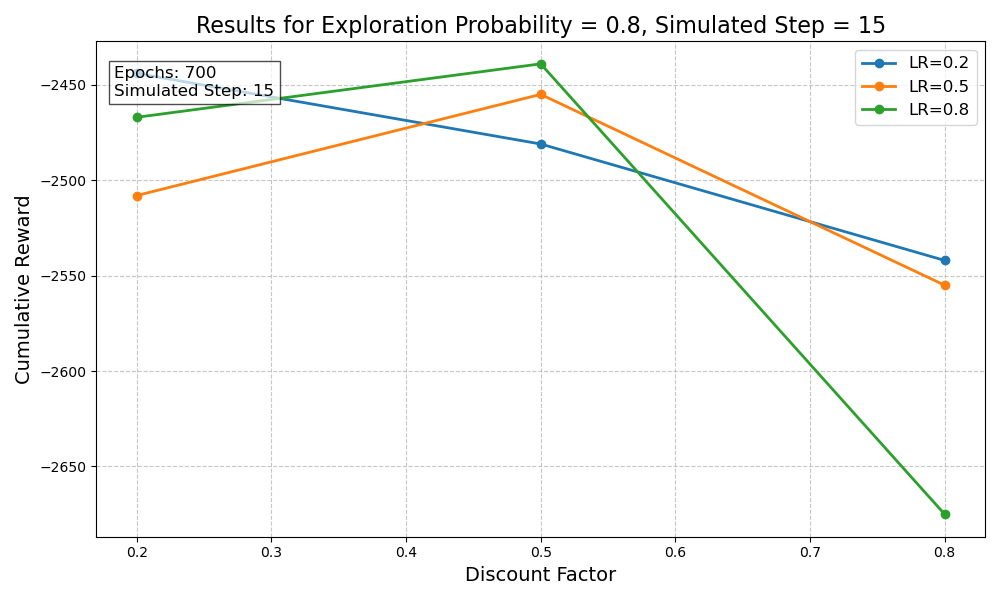 Results for Exploration Probability = 0.8, Simulated Step = 15
Epochs: 700
Simulated Step: 15
LR=0.2
LR=0.5
LR=0.8
Cumulative Reward
−2450
−2500
−2550
−2600
−2650
0.2
0.3
0.4
0.5
0.6
0.7
0.8
Discount Factor